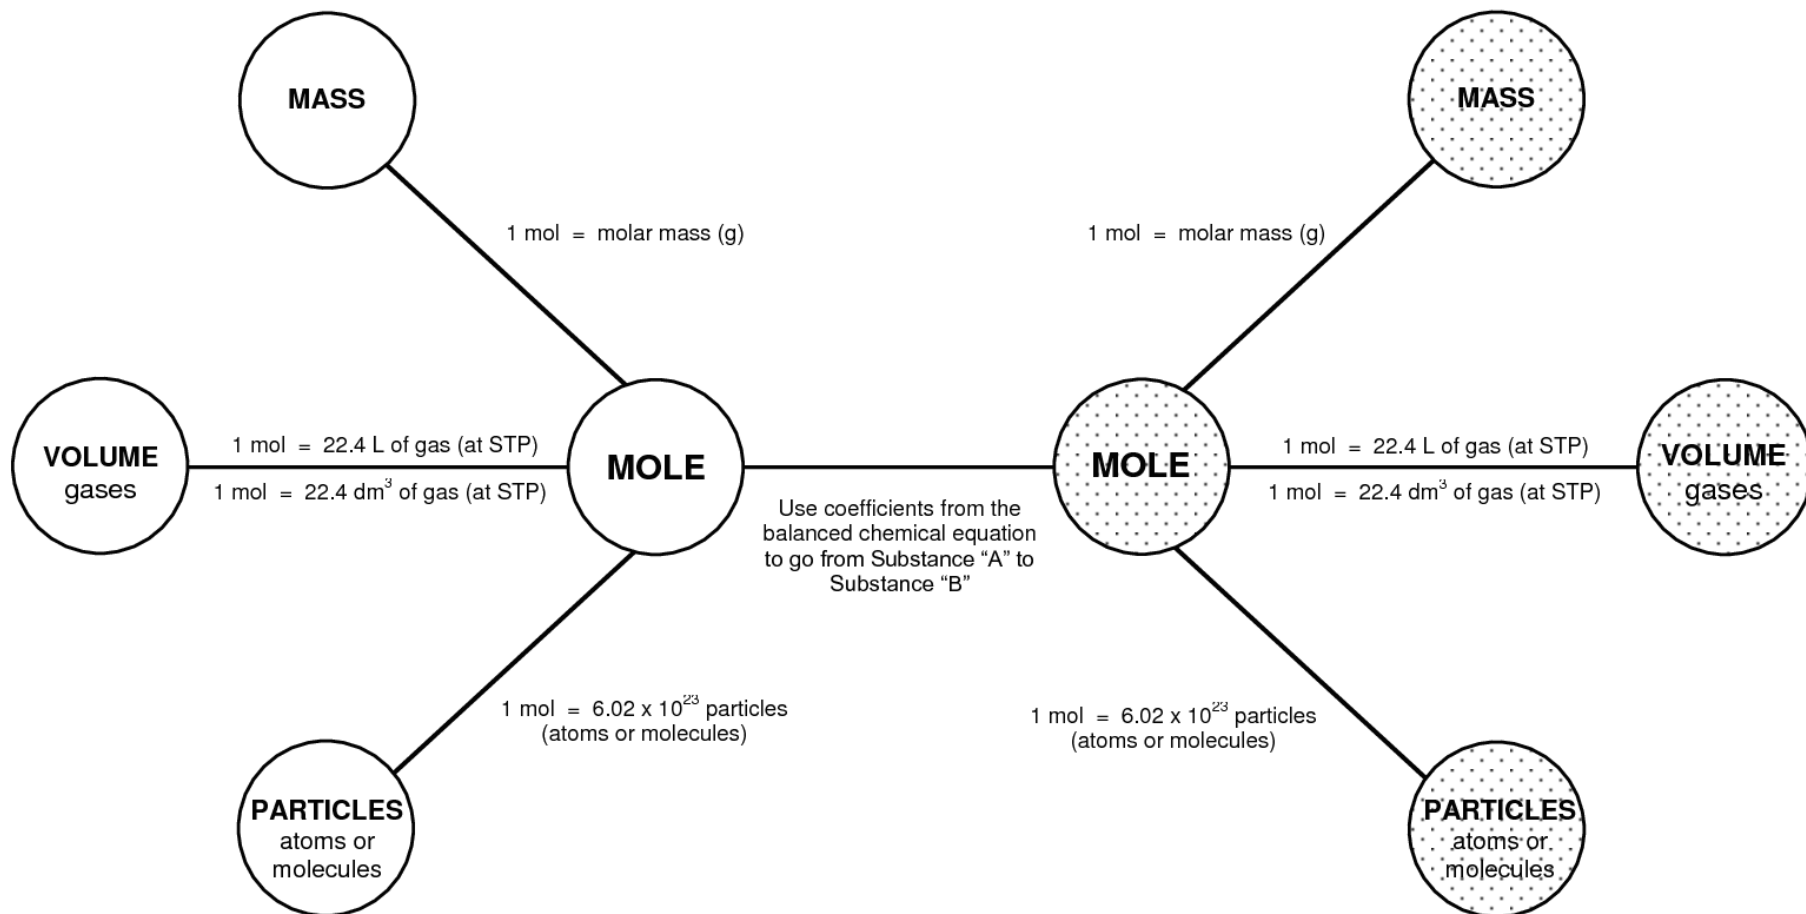 MASS
MASS
1 mol = molar mass (g)
1 mol = molar mass (g)
VOLUME
gases
1 mol = 22.4 L of gas (at STP)
1 mol = 22.4 dm³ of gas (at STP)
MOLE
Use coefficients from the
balanced chemical equation
to go from Substance “A” to
Substance “B”
MOLE
1 mol = 22.4 L of gas (at STP)
1 mol = 22.4 dm³ of gas (at STP)
VOLUME
gases
1 mol = 6.02 x 10²³ particles
(atoms or molecules)
1 mol = 6.02 x 10²³ particles
(atoms or molecules)
PARTICLES
atoms or
molecules
PARTICLES
atoms or
molecules